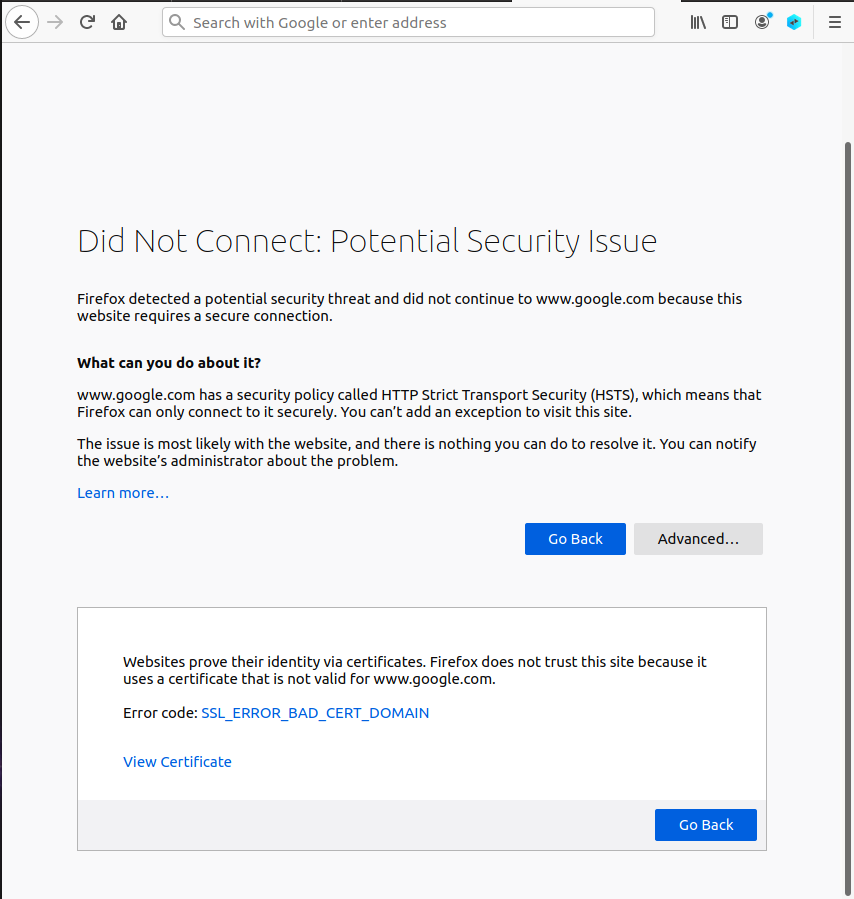 Search with Google or enter address
Did Not Connect: Potential Security Issue
Firefox detected a potential security threat and did not continue to www.google.com because this
website requires a secure connection.
What can you do about it?
www.google.com has a security policy called HTTP Strict Transport Security (HSTS), which means that
Firefox can only connect to it securely. You can’t add an exception to visit this site.
The issue is most likely with the website, and there is nothing you can do to resolve it. You can notify
the website’s administrator about the problem.
Learn more…
Go Back
Advanced…
Websites prove their identity via certificates. Firefox does not trust this site because it
uses a certificate that is not valid for www.google.com.
Error code: SSL_ERROR_BAD_CERT_DOMAIN
View Certificate
Go Back